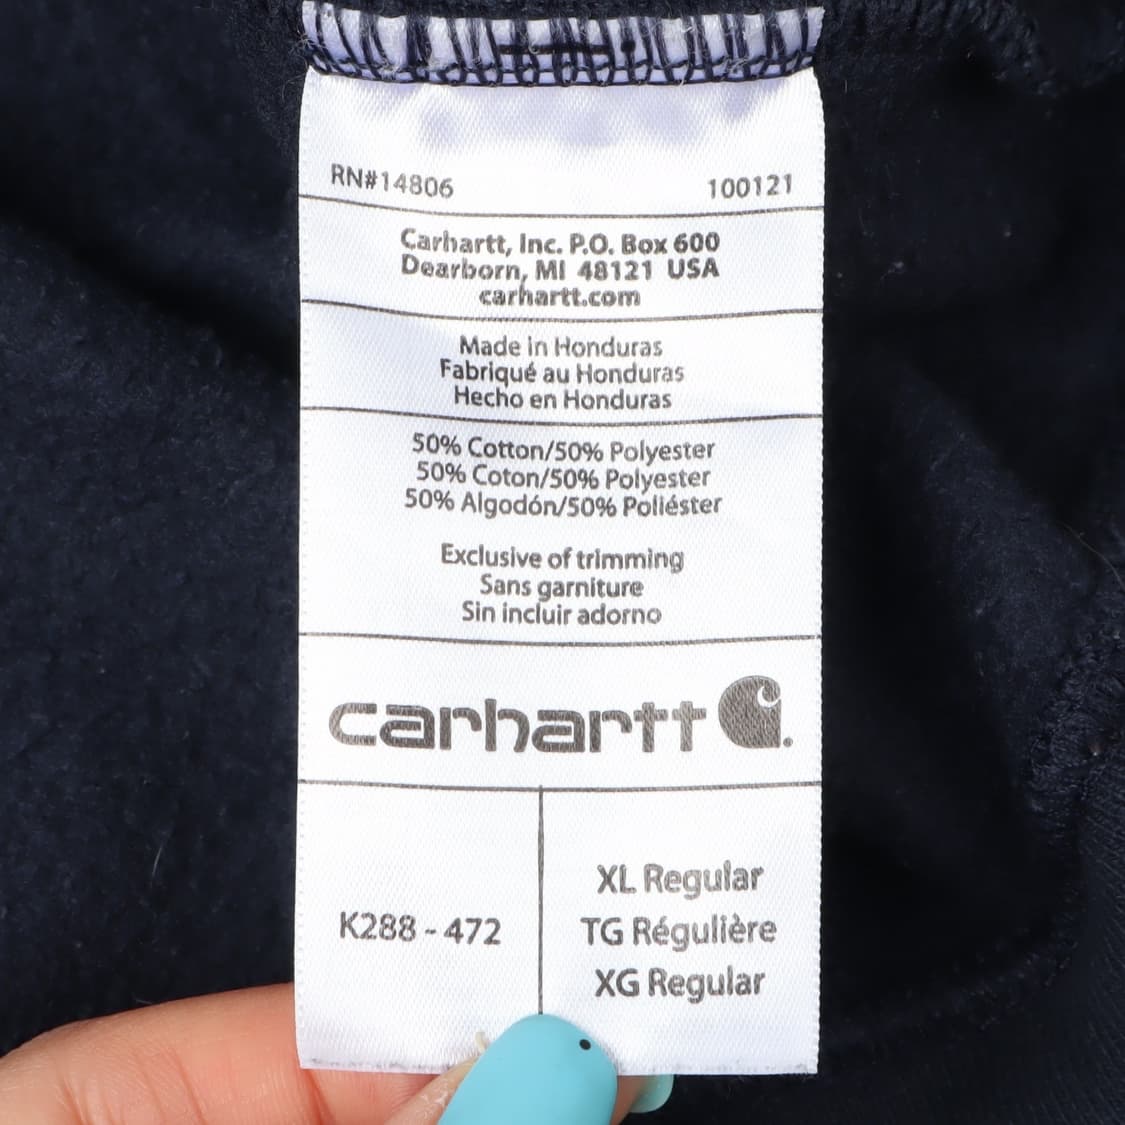 RN#14806 100121
Carhartt, Inc. P.O. Box 600
Dearborn, MI 48121 USA
carhartt.com
Made in Honduras
Fabriqué au Honduras
Hecho en Honduras
50% Cotton/50% Polyester
50% Coton/50% Polyester
50% Algodón/50% Poliéster
Exclusive of trimming
Sans garniture
Sin incluir adorno
carhartt
K288 - 472
XL Regular
TG Régulière
XG Regular